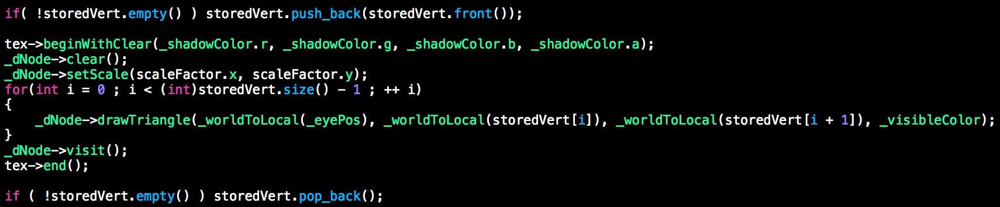 if( !storedVert.empty() ) storedVert.push_back(storedVert.front());
tex->beginWithClear(_shadowColor.r, _shadowColor.g, _shadowColor.b, _shadowColor.a);
_dNode->clear();
_dNode->setScale(scaleFactor.x, scaleFactor.y);
for(int i = 0 ; i < (int)storedVert.size() - 1 ; ++ i)
{
    _dNode->drawTriangle(_worldToLocal(_eyePos), _worldToLocal(storedVert[i]), _worldToLocal(storedVert[i + 1]), _visibleColor);
}
_dNode->visit();
tex->end();
if ( !storedVert.empty() ) storedVert.pop_back();